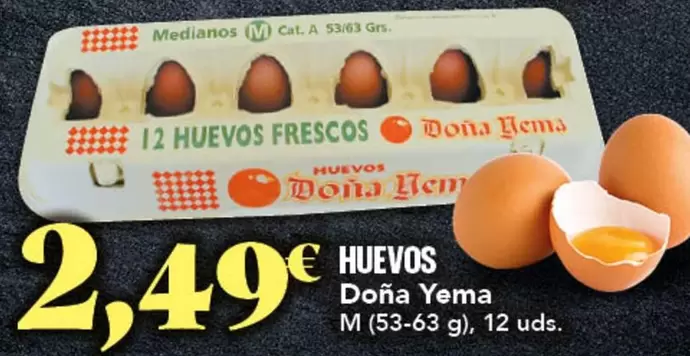 Medianos M Cat. A 53/63 Grs.
12 HUEVOS FRESCOS Doña Yema
HUEVOS
Doña Yem
2,49€
HUEVOS
Doña Yema
M (53-63 g), 12 uds.